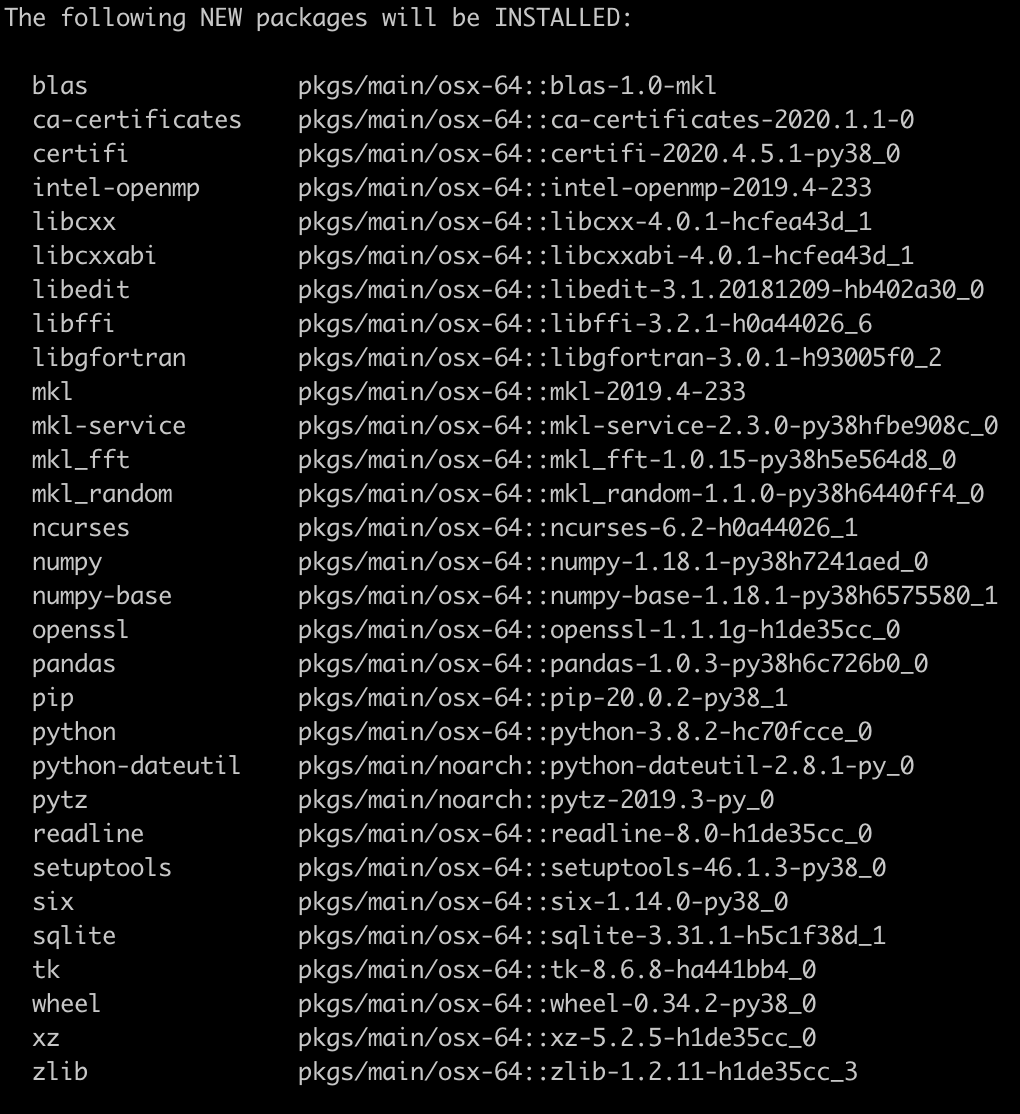 The following NEW packages will be INSTALLED:
blas pkgs/main/osx-64::blas-1.0-mkl
ca-certificates pkgs/main/osx-64::ca-certificates-2020.1.1-0
certifi pkgs/main/osx-64::certifi-2020.4.5.1-py38_0
intel-openmp pkgs/main/osx-64::intel-openmp-2019.4-233
libcxx pkgs/main/osx-64::libcxx-4.0.1-hcfea43d_1
libcxxabi pkgs/main/osx-64::libcxxabi-4.0.1-hcfea43d_1
libedit pkgs/main/osx-64::libedit-3.1.20181209-hb402a30_0
libffi pkgs/main/osx-64::libffi-3.2.1-h0a44026_6
libgfortran pkgs/main/osx-64::libgfortran-3.0.1-h93005f0_2
mkl pkgs/main/osx-64::mkl-2019.4-233
mkl-service pkgs/main/osx-64::mkl-service-2.3.0-py38hfbe908c_0
mkl_fft pkgs/main/osx-64::mkl_fft-1.0.15-py38h5e564d8_0
mkl_random pkgs/main/osx-64::mkl_random-1.1.0-py38h6440ff4_0
ncurses pkgs/main/osx-64::ncurses-6.2-h0a44026_1
numpy pkgs/main/osx-64::numpy-1.18.1-py38h7241aed_0
numpy-base pkgs/main/osx-64::numpy-base-1.18.1-py38h6575580_1
openssl pkgs/main/osx-64::openssl-1.1.1g-h1de35cc_0
pandas pkgs/main/osx-64::pandas-1.0.3-py38h6c726b0_0
pip pkgs/main/osx-64::pip-20.0.2-py38_1
python pkgs/main/osx-64::python-3.8.2-hc70fcce_0
python-dateutil pkgs/main/noarch::python-dateutil-2.8.1-py_0
pytz pkgs/main/noarch::pytz-2019.3-py_0
readline pkgs/main/osx-64::readline-8.0-h1de35cc_0
setuptools pkgs/main/osx-64::setuptools-46.1.3-py38_0
six pkgs/main/osx-64::six-1.14.0-py38_0
sqlite pkgs/main/osx-64::sqlite-3.31.1-h5c1f38d_1
tk pkgs/main/osx-64::tk-8.6.8-ha441bb4_0
wheel pkgs/main/osx-64::wheel-0.34.2-py38_0
xz pkgs/main/osx-64::xz-5.2.5-h1de35cc_0
zlib pkgs/main/osx-64::zlib-1.2.11-h1de35cc_3